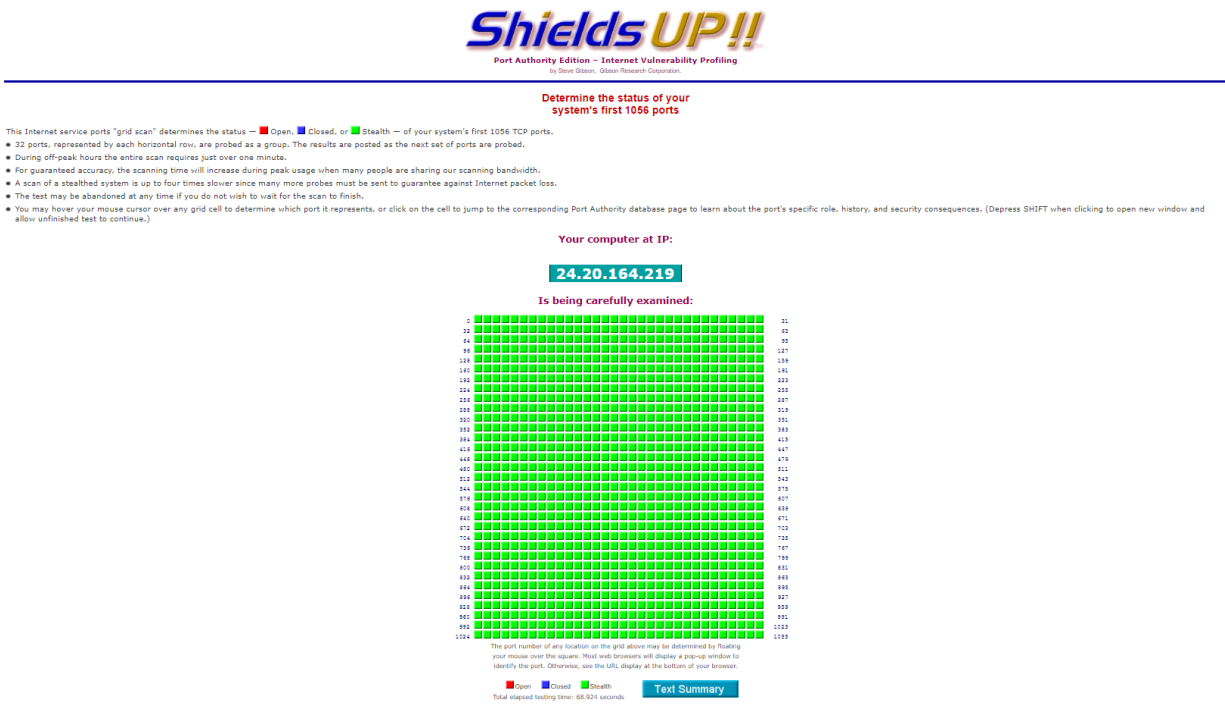 ShieldsUP!!
Port Authority Edition – Internet Vulnerability Profiling
by Steve Gibson, Gibson Research Corporation.
Determine the status of your
system's first 1056 ports
This Internet service ports "grid scan" determines the status — Open, Closed, or Stealth — of your system's first 1056 TCP ports.
32 ports, represented by each horizontal row, are probed as a group. The results are posted as the next set of ports are probed.
During off-peak hours the entire scan requires just over one minute.
For guaranteed accuracy, the scanning time will increase during peak usage when many people are sharing our scanning bandwidth.
A scan of a stealthed system is up to four times slower since many more probes must be sent to guarantee against Internet packet loss.
The test may be abandoned at any time if you do not wish to wait for the scan to finish.
You may hover your mouse cursor over any grid cell to determine which port it represents, or click on the cell to jump to the corresponding Port Authority database page to learn about the port's specific role, history, and security consequences. (Depress SHIFT when clicking to open new window and
allow unfinished test to continue.)
Your computer at IP:
24.20.164.219
Is being carefully examined:
0 31
32 63
64 95
96 127
128 159
160 191
192 223
224 255
256 287
288 319
320 351
352 383
384 415
416 447
448 479
480 511
512 543
544 575
576 607
608 639
640 671
672 703
704 735
736 767
768 799
800 831
832 863
864 895
896 927
928 959
960 991
992 1023
1024 1055
The port number of any location on the grid above may be determined by floating
your mouse over the square. Most web browsers will display a pop-up window to
identify the port. Otherwise, see the URL display at the bottom of your browser.
Open Closed Stealth
Total elapsed testing time: 68.924 seconds
Text Summary